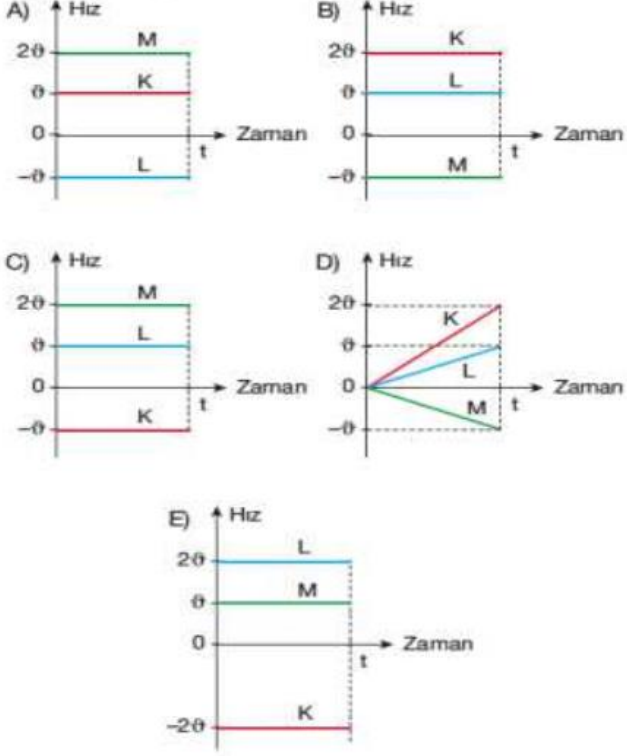 A) Hız
2ϑ M
ϑ K
0 Zaman
t
-ϑ L
B) Hız
2ϑ K
ϑ L
0 Zaman
t
-ϑ M
C) Hız
2ϑ M
ϑ L
0 Zaman
t
-ϑ K
D) Hız
2ϑ K
ϑ L
0 Zaman
t
-ϑ M
E) Hız
2ϑ L
ϑ M
0 Zaman
t
-2ϑ K